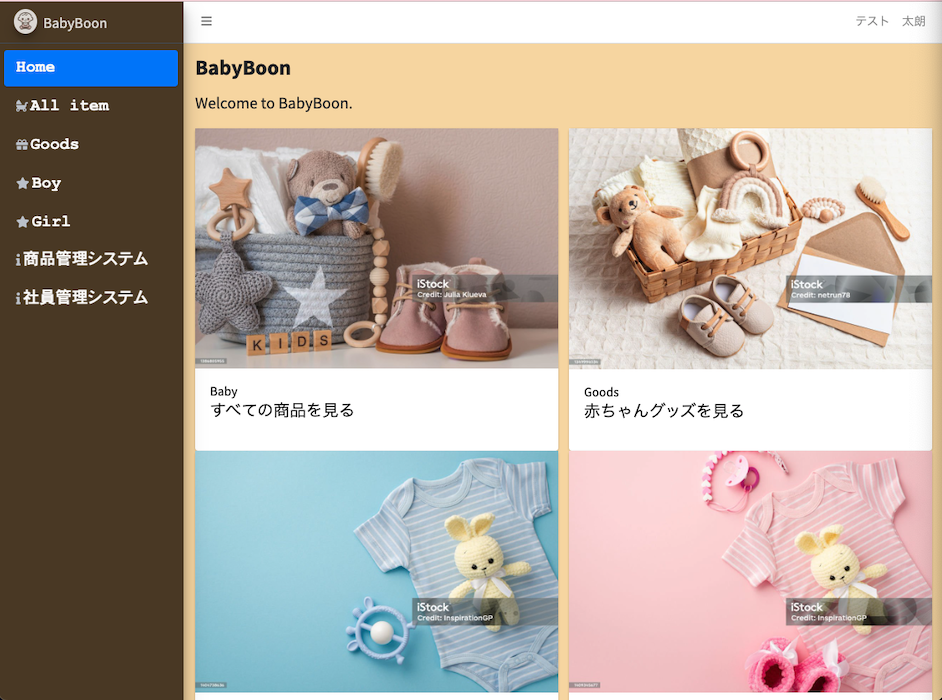 BabyBoon
テスト 太朗
Home
All item
Goods
Boy
Girl
商品管理システム
社員管理システム
BabyBoon
Welcome to BabyBoon.
KIDS
iStock
Credit: Julia Klueva
Baby
すべての商品を見る
iStock
Credit: netrun78
Goods
赤ちゃんグッズを見る
iStock
Credit: InspirationGP
iStock
Credit: InspirationGP